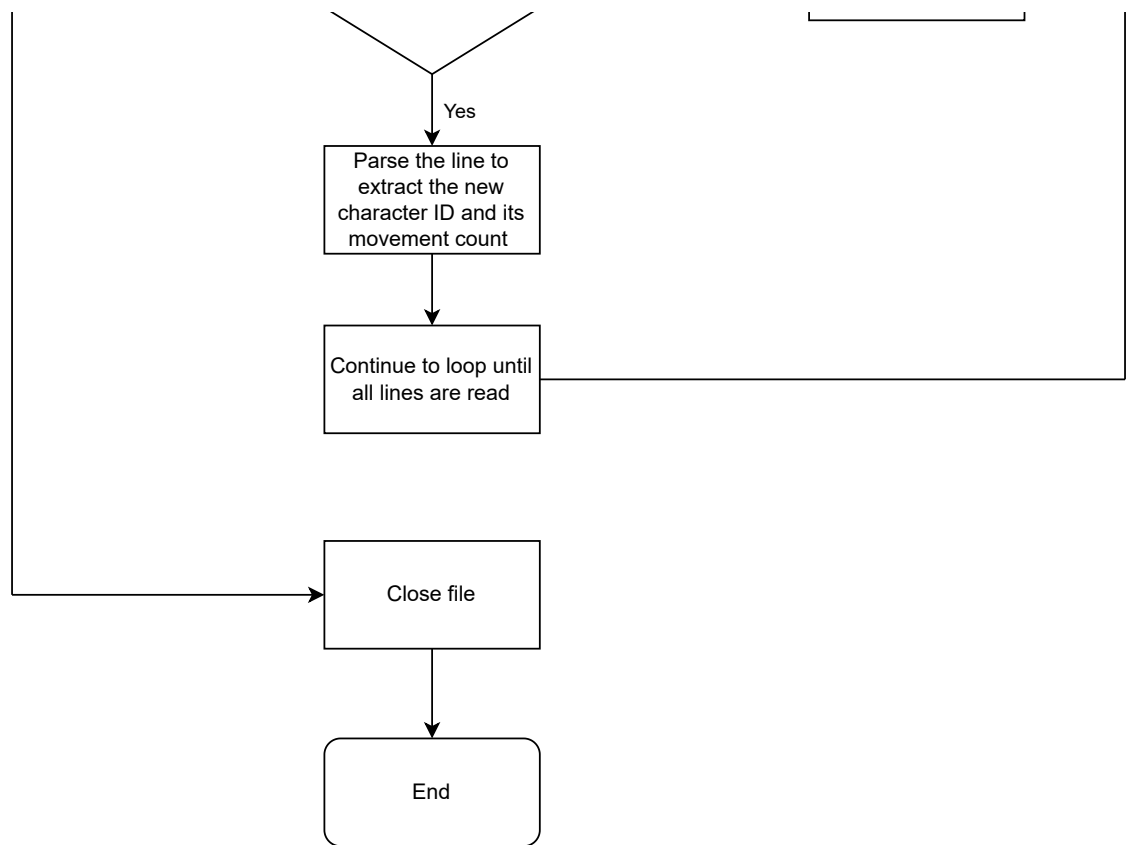 Yes
Parse the line to
extract the new
character ID and its
movement count
Continue to loop until
all lines are read
Close file
End